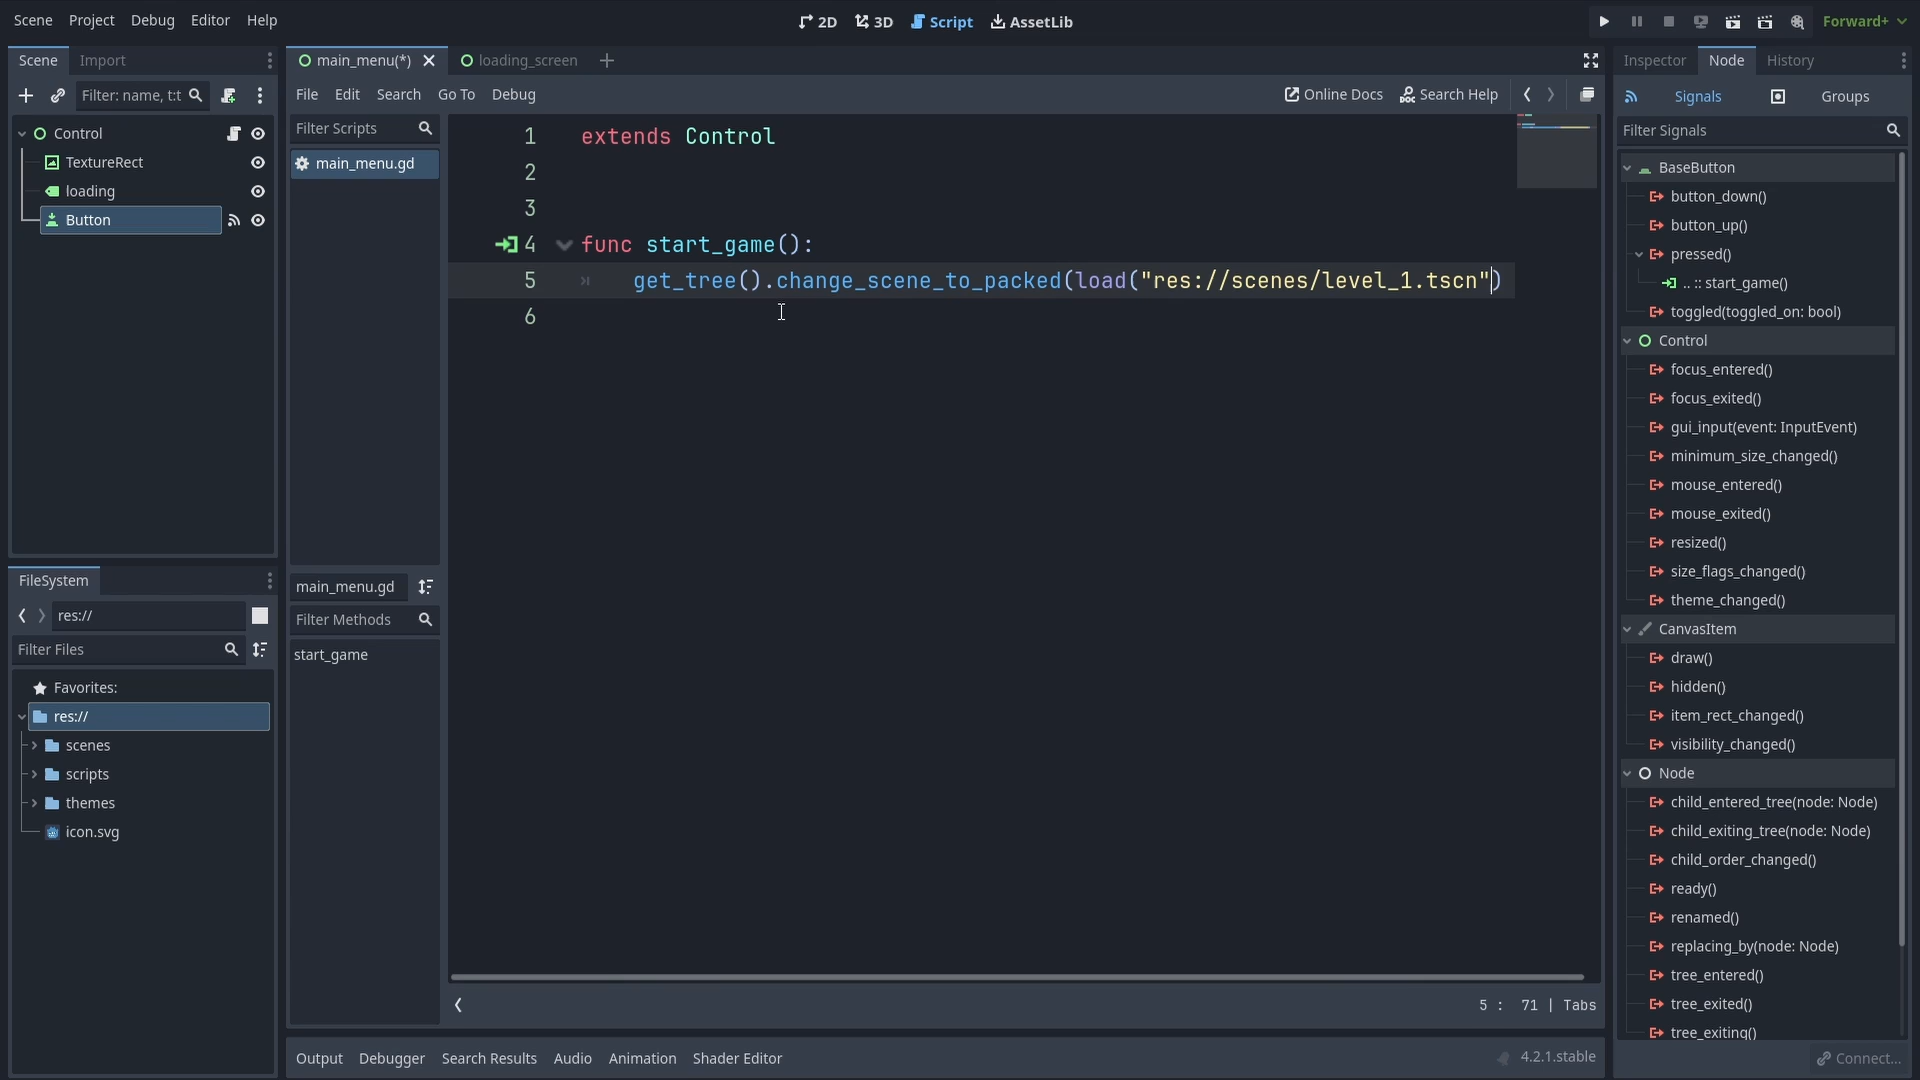 Scene Project Debug Editor Help
2D 3D Script AssetLib
Forward+
Scene Import
Filter: name, t:t
Control
TextureRect
loading
Button
FileSystem
res://
Filter Files
Favorites:
res://
scenes
scripts
themes
icon.svg
main_menu(*) loading_screen
File Edit Search Go To Debug
Online Docs Search Help
Filter Scripts
main_menu.gd
main_menu.gd
Filter Methods
start_game
1 extends Control
2
3
4 func start_game():
5 get_tree().change_scene_to_packed(load("res://scenes/level_1.tscn")
6
5 : 71 | Tabs
Output Debugger Search Results Audio Animation Shader Editor
4.2.1.stable
Inspector Node History
Signals Groups
Filter Signals
BaseButton
button_down()
button_up()
pressed()
.. :: start_game()
toggled(toggled_on: bool)
Control
focus_entered()
focus_exited()
gui_input(event: InputEvent)
minimum_size_changed()
mouse_entered()
mouse_exited()
resized()
size_flags_changed()
theme_changed()
CanvasItem
draw()
hidden()
item_rect_changed()
visibility_changed()
Node
child_entered_tree(node: Node)
child_exiting_tree(node: Node)
child_order_changed()
ready()
renamed()
replacing_by(node: Node)
tree_entered()
tree_exited()
tree_exiting()
Connect...